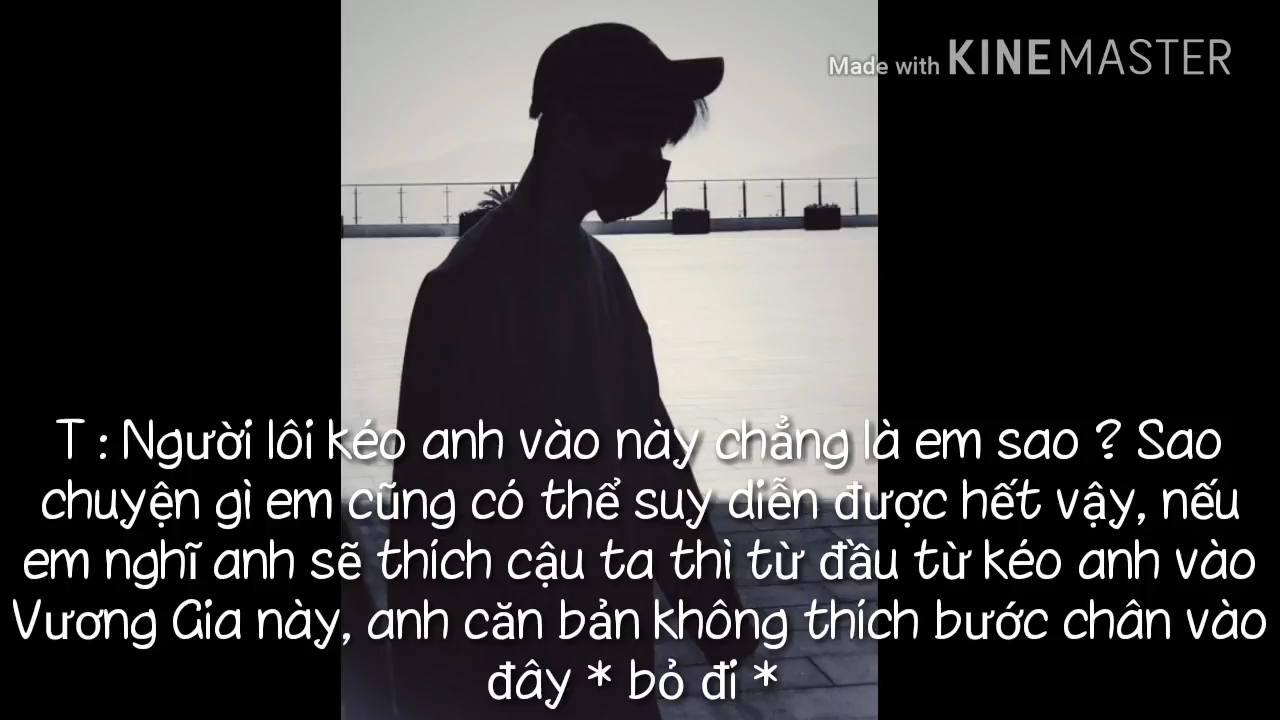 Made with KINEMASTER
T : Người lôi kéo anh vào này chẳng là em sao ? Sao
chuyện gì em cũng có thể suy diễn được hết vậy, nếu
em nghĩ anh sẽ thích cậu ta thì từ đầu từ kéo anh vào
Vương Gia này, anh căn bản không thích bước chân vào
đây * bỏ đi *